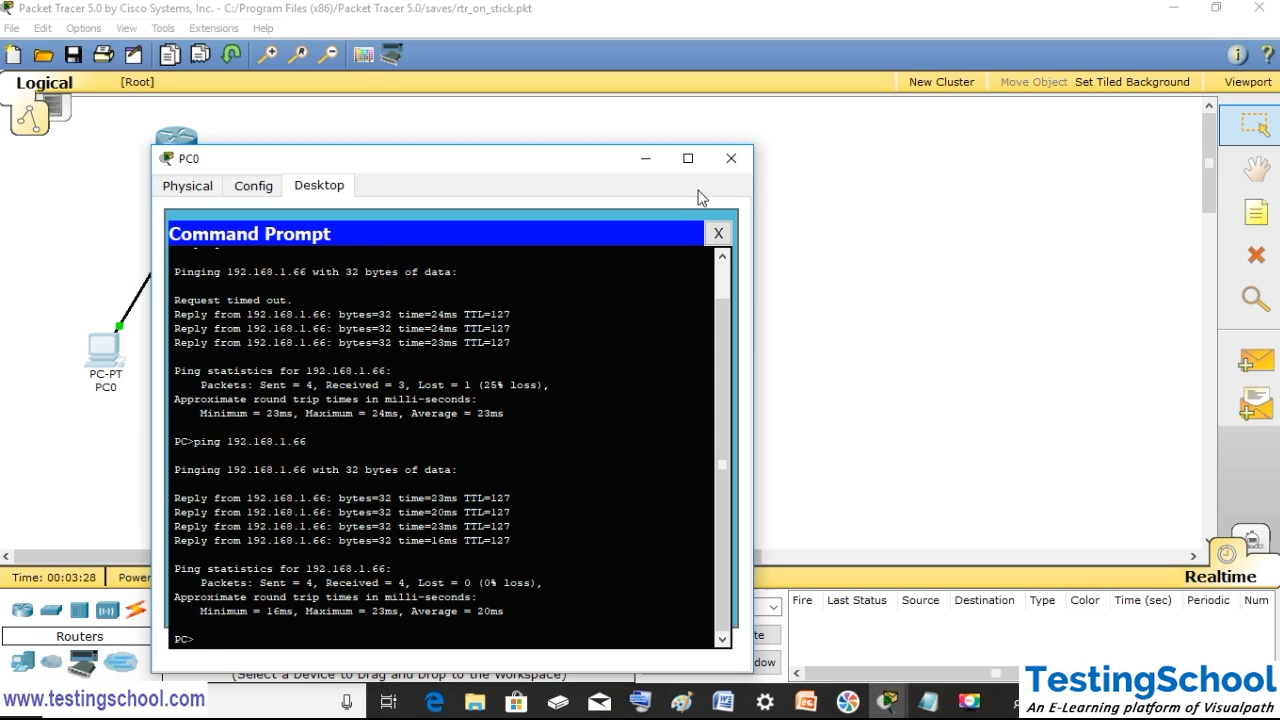 Packet Tracer 5.0 by Cisco Systems, Inc. - C:/Program Files (x86)/Packet Tracer 5.0/saves/rtr_on_stick.pkt
File Edit Options View Tools Extensions Help
Logical [Root] New Cluster Move Object Set Tiled Background Viewport
PC0
Physical Config Desktop
Command Prompt X
Pinging 192.168.1.66 with 32 bytes of data:
Request timed out.
Reply from 192.168.1.66: bytes=32 time=24ms TTL=127
Reply from 192.168.1.66: bytes=32 time=24ms TTL=127
Reply from 192.168.1.66: bytes=32 time=23ms TTL=127
Ping statistics for 192.168.1.66:
Packets: Sent = 4, Received = 3, Lost = 1 (25% loss),
Approximate round trip times in milli-seconds:
Minimum = 23ms, Maximum = 24ms, Average = 23ms
PC>ping 192.168.1.66
Pinging 192.168.1.66 with 32 bytes of data:
Reply from 192.168.1.66: bytes=32 time=23ms TTL=127
Reply from 192.168.1.66: bytes=32 time=20ms TTL=127
Reply from 192.168.1.66: bytes=32 time=23ms TTL=127
Reply from 192.168.1.66: bytes=32 time=16ms TTL=127
Ping statistics for 192.168.1.66:
Packets: Sent = 4, Received = 4, Lost = 0 (0% loss),
Approximate round trip times in milli-seconds:
Minimum = 16ms, Maximum = 23ms, Average = 20ms
PC>
PC-PT
PC0
Time: 00:03:28 Power
Realtime
Fire Last Status Source Destination Type Color Time (sec) Periodic Num
Routers
(Select a Device to Drag and Drop to the Workspace)
www.testingschool.com
TestingSchool
An E-Learning platform of Visualpath